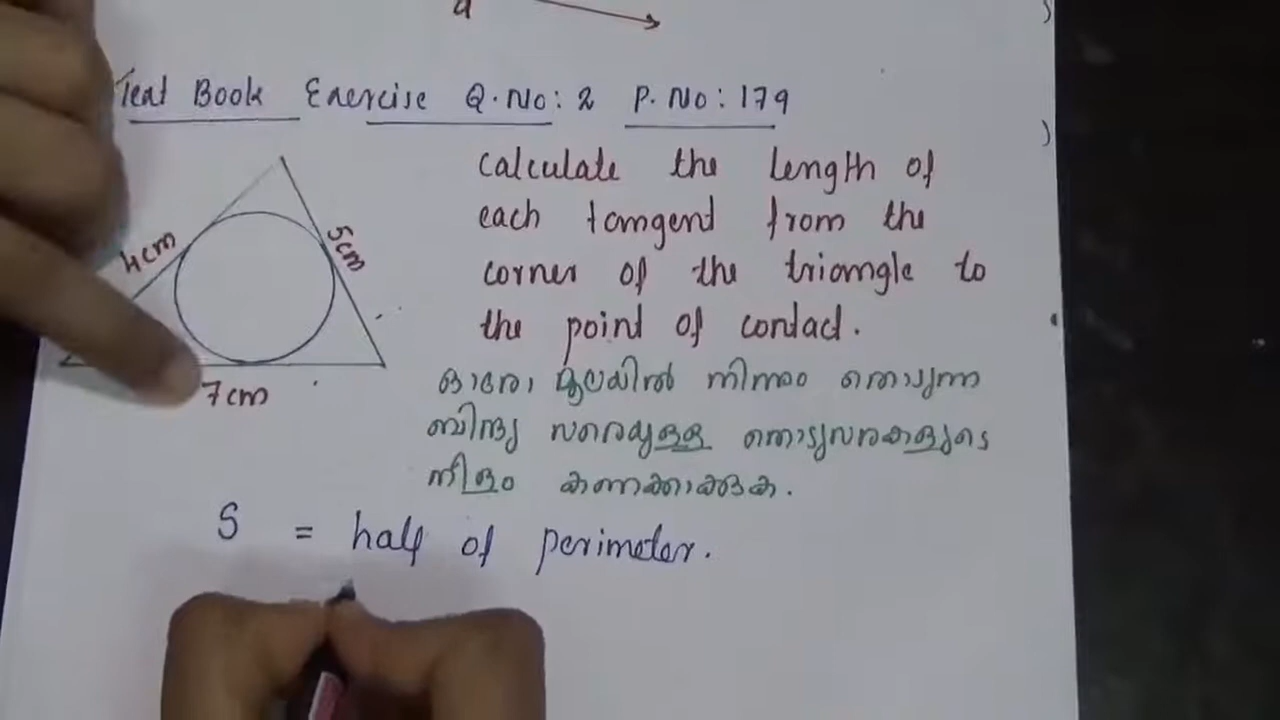 a
Text Book Exercise Q.No: 2 P.No: 179
Calculate the length of
each tangend from the
corner of the triangle to
the point of contact.
ഓരോ മൂലയിൽ നിന്നും തൊടുന്ന
ബിന്ദു വരെയുള്ള തൊടുവരകളുടെ
നീളം കണക്കാക്കുക.
4cm
5cm
7cm
S = half of perimeter.